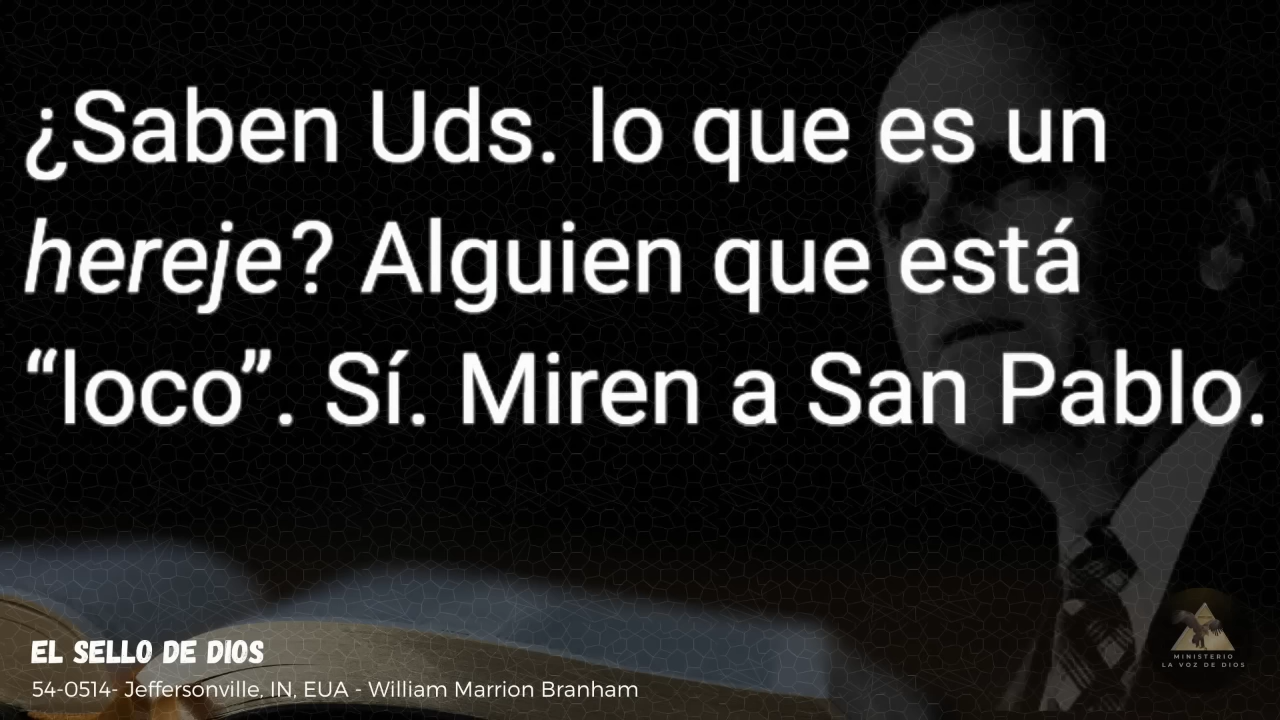 ¿Saben Uds. lo que es un
hereje? Alguien que está
“loco”. Sí. Miren a San Pablo.
EL SELLO DE DIOS
54-0514- Jeffersonville, IN, EUA - William Marrion Branham
MINISTERIO
LA VOZ DE DIOS